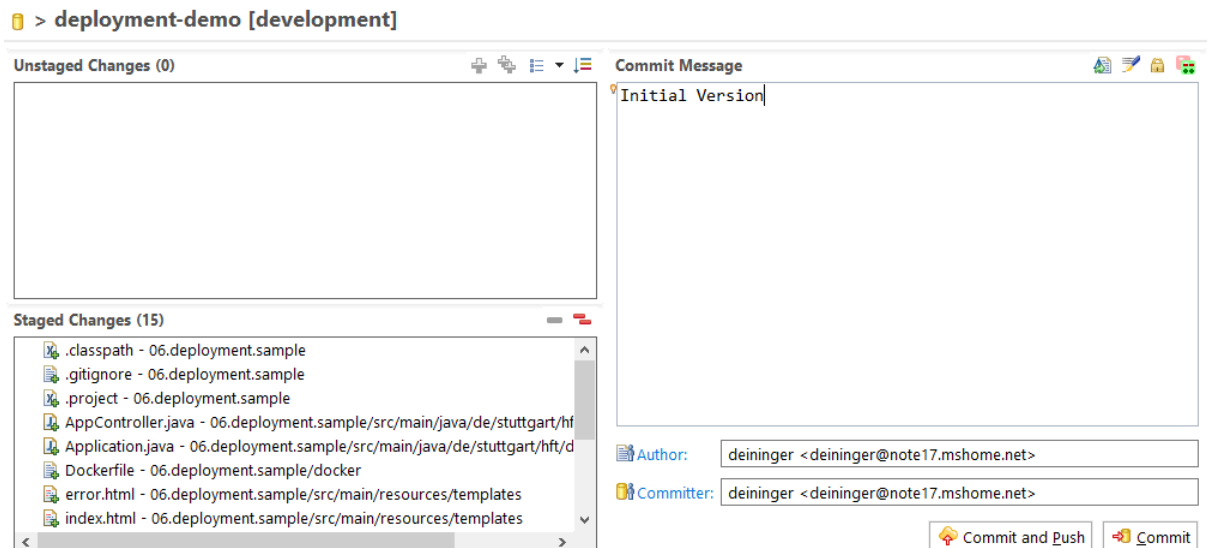 > deployment-demo [development]
Unstaged Changes (0)
Staged Changes (15)
.classpath - 06.deployment.sample
.gitignore - 06.deployment.sample
.project - 06.deployment.sample
AppController.java - 06.deployment.sample/src/main/java/de/stuttgart/hf
Application.java - 06.deployment.sample/src/main/java/de/stuttgart/hft/d
Dockerfile - 06.deployment.sample/docker
error.html - 06.deployment.sample/src/main/resources/templates
index.html - 06.deployment.sample/src/main/resources/templates
Commit Message
Initial Version
Author: deininger <deininger@note17.mshome.net>
Committer: deininger <deininger@note17.mshome.net>
Commit and Push Commit